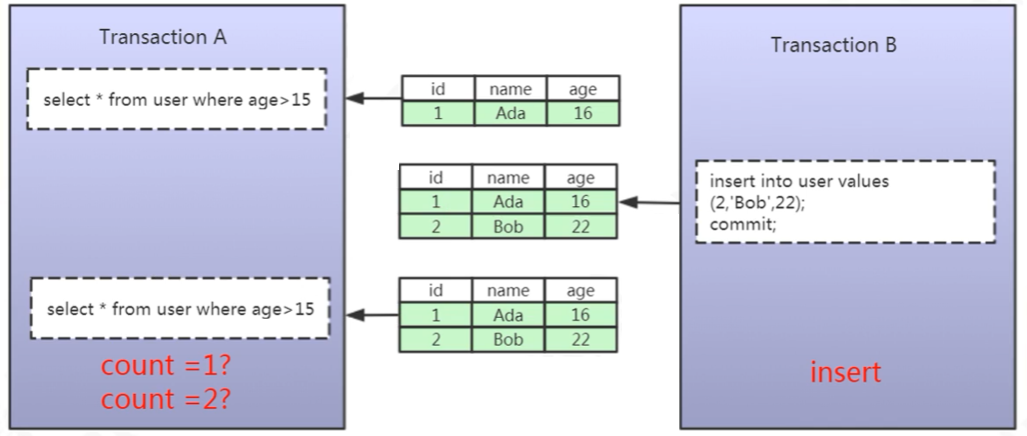 Transaction A
select * from user where age>15
id name age
1 Ada 16
Transaction B
id name age
1 Ada 16
2 Bob 22
insert into user values
(2,'Bob',22);
commit;
select * from user where age>15
id name age
1 Ada 16
2 Bob 22
count =1?
count =2?
insert